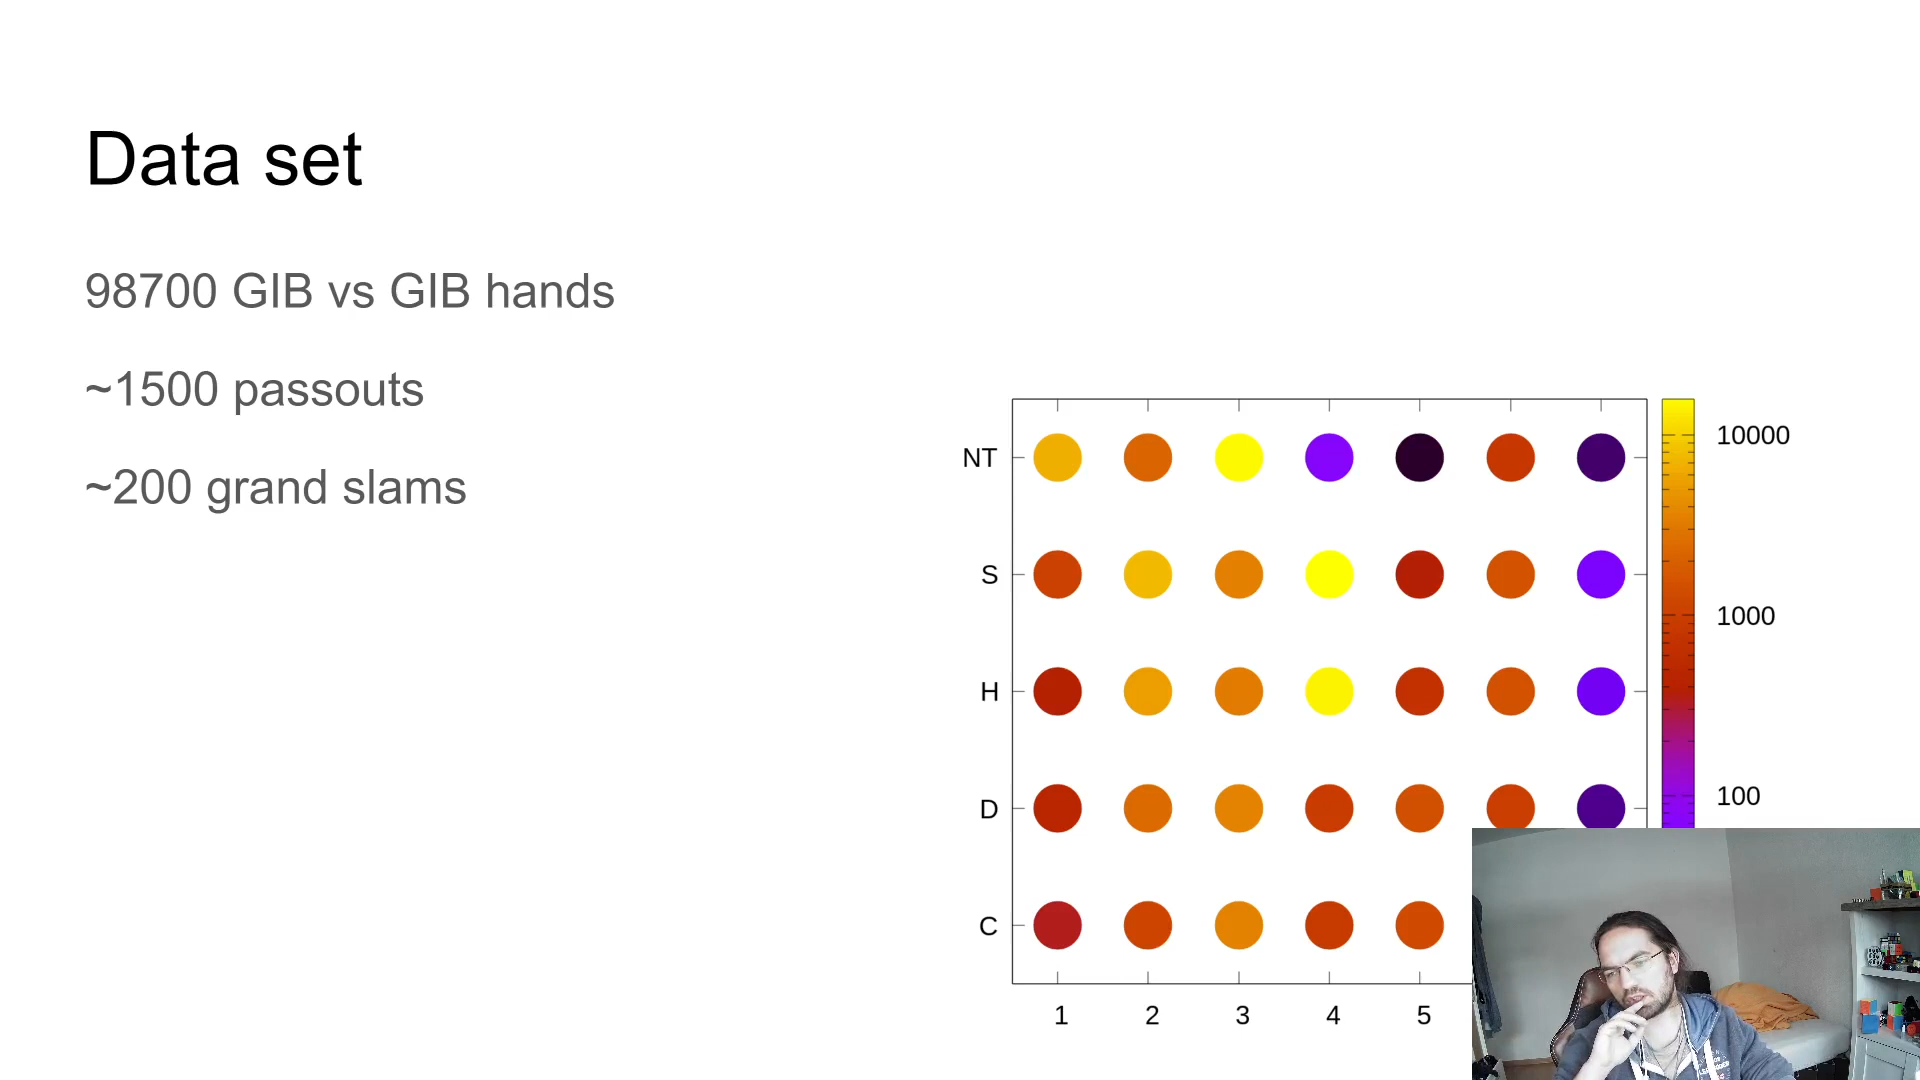 Data set
98700 GIB vs GIB hands
~1500 passouts
~200 grand slams
10000
NT
S
1000
H
100
D
C
1 2 3 4 5